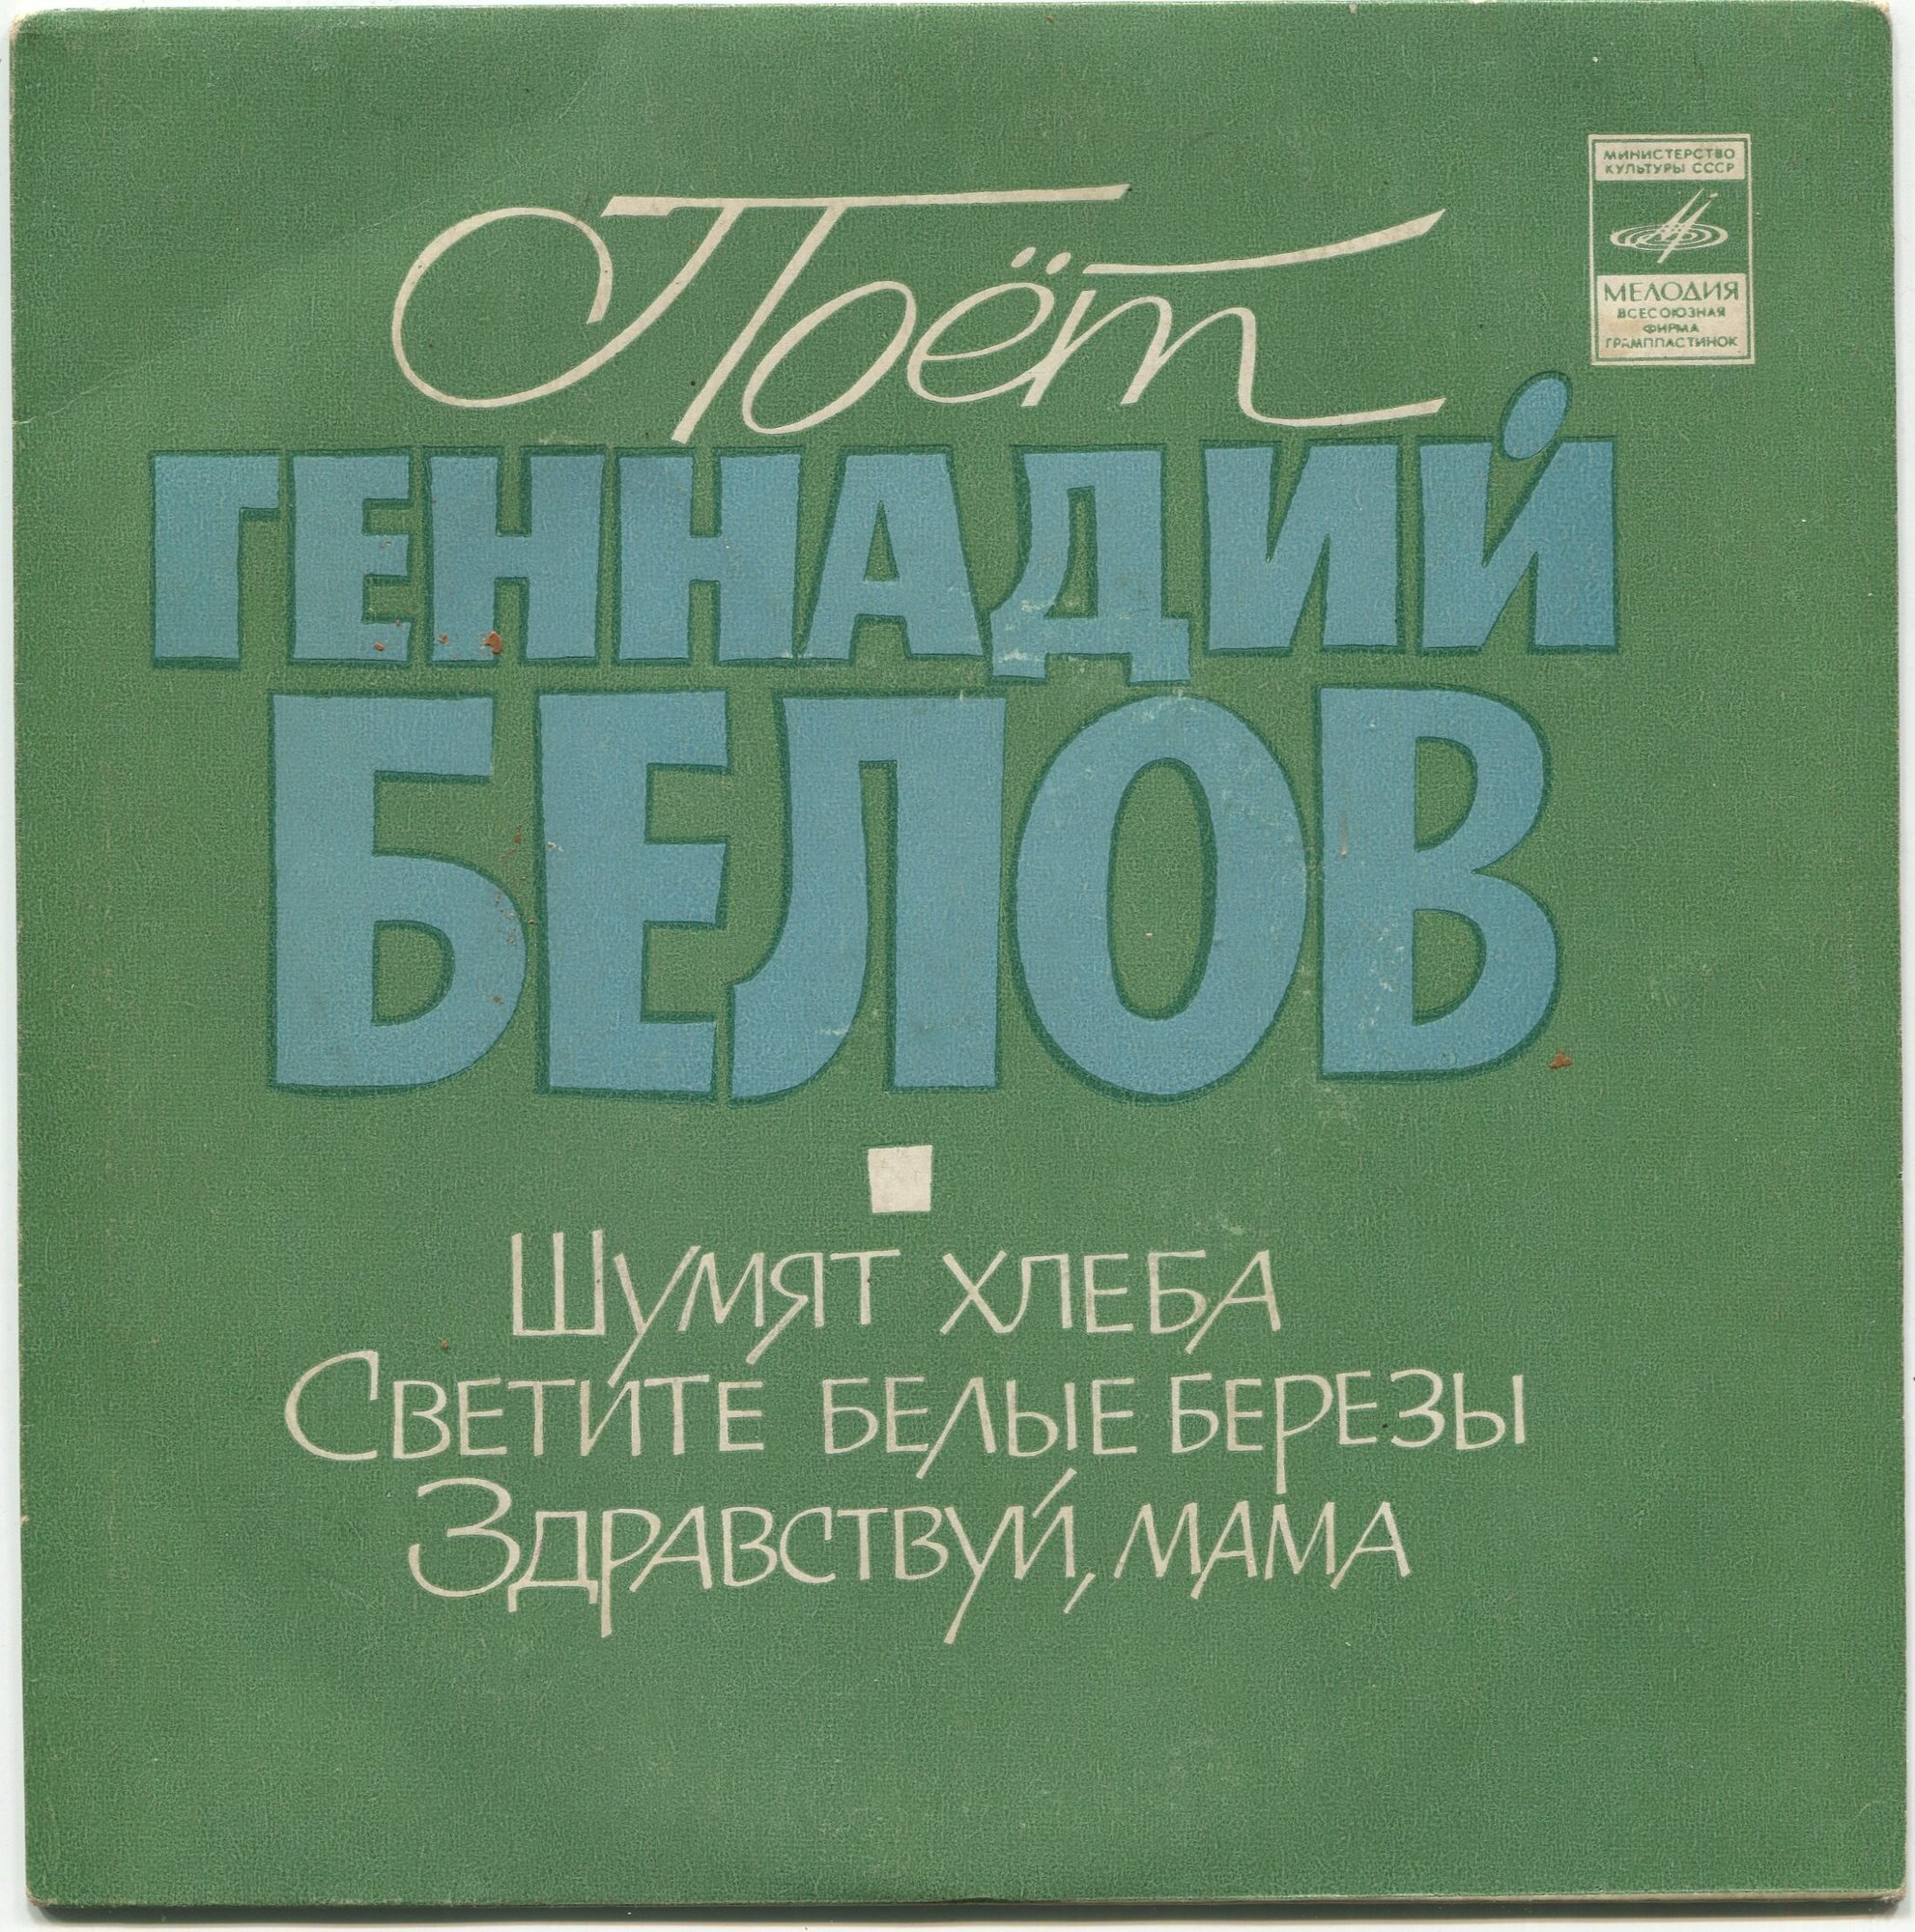 МИНИСТЕРСТВО
КУЛЬТУРЫ СССР
МЕЛОДИЯ
ВСЕСОЮЗНАЯ
ФИРМА
ГРАМПЛАСТИНОК
Поёт
ГЕННАДИЙ
БЕЛОВ
ШУМЯТ ХЛЕБА
СВЕТИТЕ БЕЛЫЕ БЕРЕЗЫ
ЗДРАВСТВУЙ, МАМА